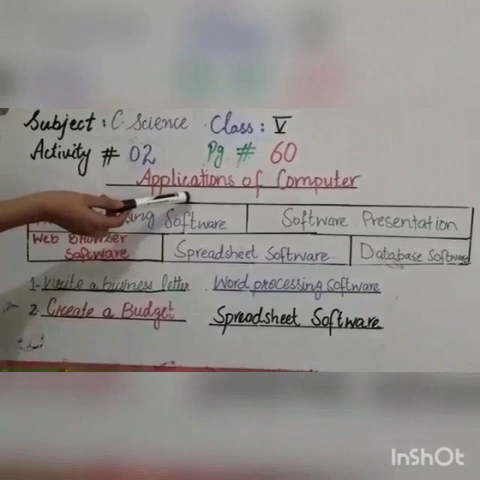 Subject: C. Science Class: V
Activity # 02 Pg # 60
Applications of Computer
Software Software Presentation
Web Browser Software Spreadsheet Software Database Software
1- Write a business letter Word processing Software
2- Create a Budget Spreadsheet Software
InShOt